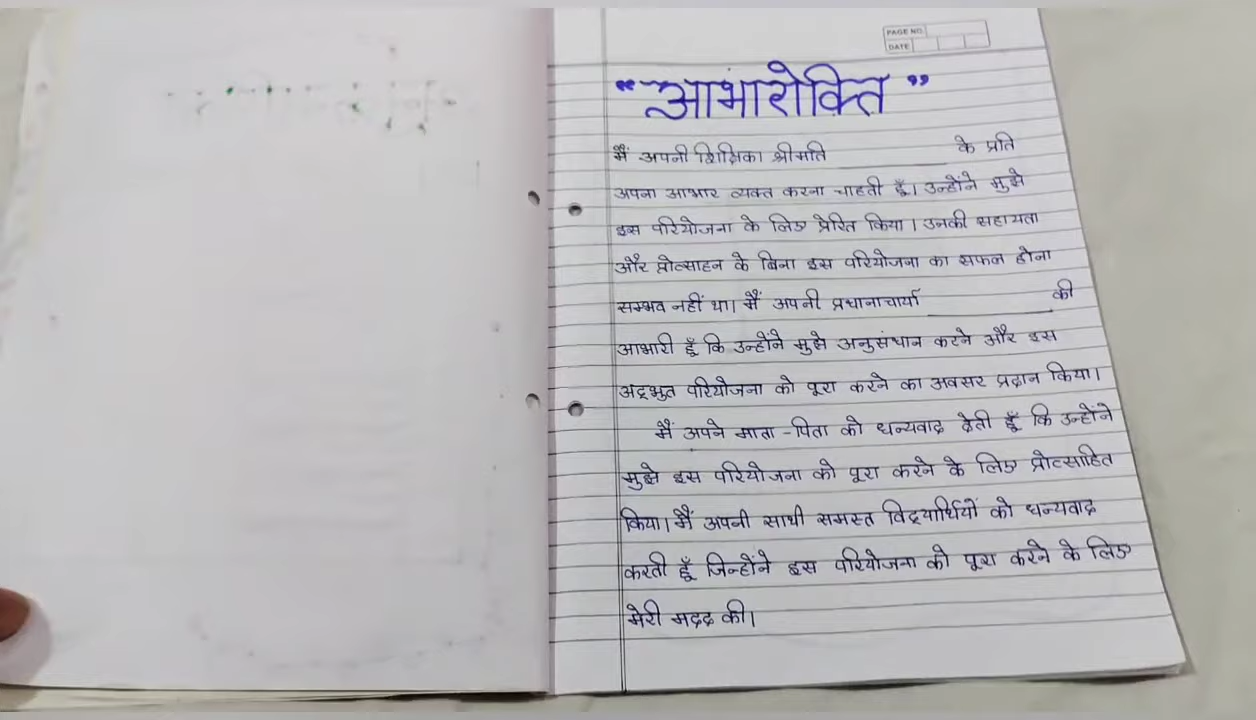 PAGE NO.
DATE
"आभारोक्ति"
मैं अपनी शिक्षिका श्रीमति ____________ के प्रति
अपना आभार व्यक्त करना चाहती हूँ। उन्होंने मुझे
इस परियोजना के लिए प्रेरित किया। उनकी सहायता
और प्रोत्साहन के बिना इस परियोजना का सफल होना
सम्भव नहीं था। मैं अपनी प्रधानाचार्या ____________ की
आभारी हूँ कि उन्होंने मुझे अनुसंधान करने और इस
अद्भुत परियोजना को पूरा करने का अवसर प्रदान किया।
मैं अपने माता-पिता को धन्यवाद देती हूँ कि उन्होंने
मुझे इस परियोजना को पूरा करने के लिए प्रोत्साहित
किया। मैं अपनी साथी समस्त विद्यार्थियों को धन्यवाद
करती हूँ जिन्होंने इस परियोजना को पूरा करने के लिए
मेरी मदद की।